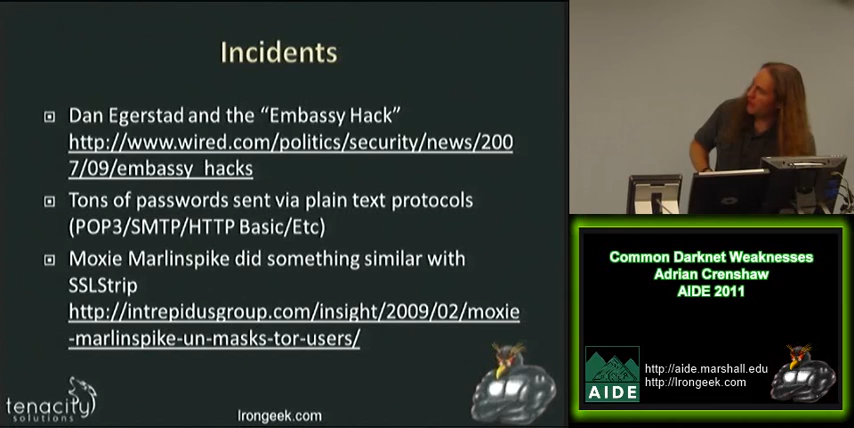 Incidents
Dan Egerstad and the “Embassy Hack”
http://www.wired.com/politics/security/news/200
7/09/embassy_hacks
Tons of passwords sent via plain text protocols
(POP3/SMTP/HTTP Basic/Etc)
Moxie Marlinspike did something similar with
SSLStrip
http://intrepidusgroup.com/insight/2009/02/moxie
-marlinspike-un-masks-tor-users/
tenacity
solutions
Irongeek.com
Common Darknet Weaknesses
Adrian Crenshaw
AIDE 2011
AIDE
http://aide.marshall.edu
http://Irongeek.com